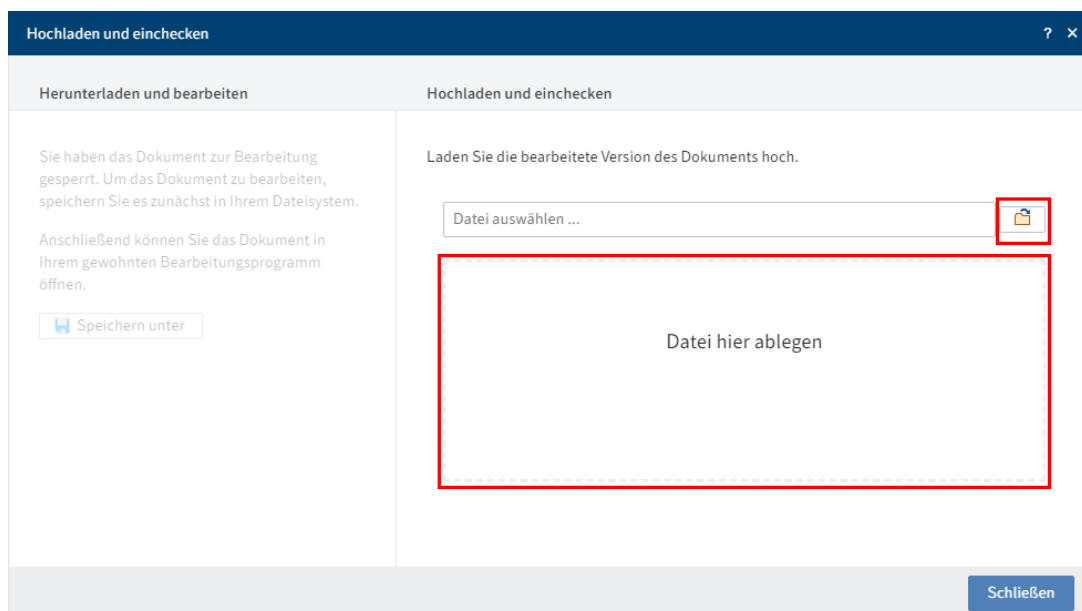 Hochladen und einchecken
? ×
Herunterladen und bearbeiten
Hochladen und einchecken
Sie haben das Dokument zur Bearbeitung
gesperrt. Um das Dokument zu bearbeiten,
speichern Sie es zunächst in Ihrem Dateisystem.
Anschließend können Sie das Dokument in
Ihrem gewohnten Bearbeitungsprogramm
öffnen.
Speichern unter
Laden Sie die bearbeitete Version des Dokuments hoch.
Datei auswählen ...
Datei hier ablegen
Schließen